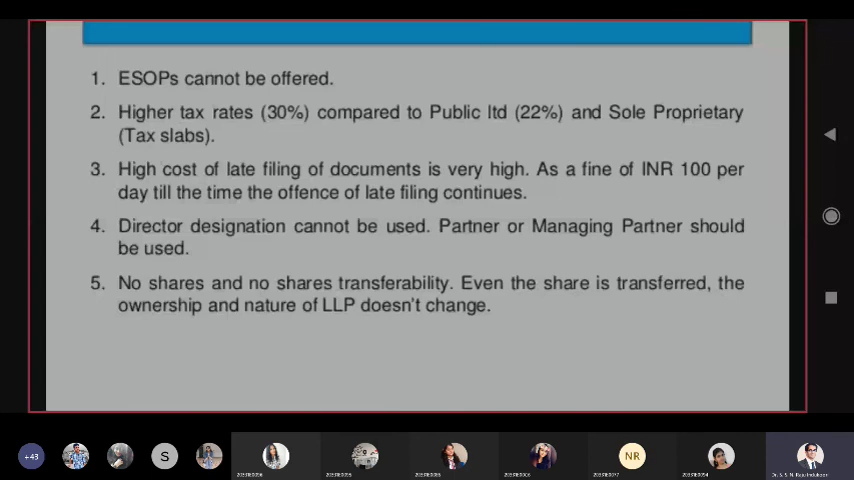 1. ESOPs cannot be offered.
2. Higher tax rates (30%) compared to Public ltd (22%) and Sole Proprietary
(Tax slabs).
3. High cost of late filing of documents is very high. As a fine of INR 100 per
day till the time the offence of late filing continues.
4. Director designation cannot be used. Partner or Managing Partner should
be used.
5. No shares and no shares transferability. Even the share is transferred, the
ownership and nature of LLP doesn't change.
+43
S
NR